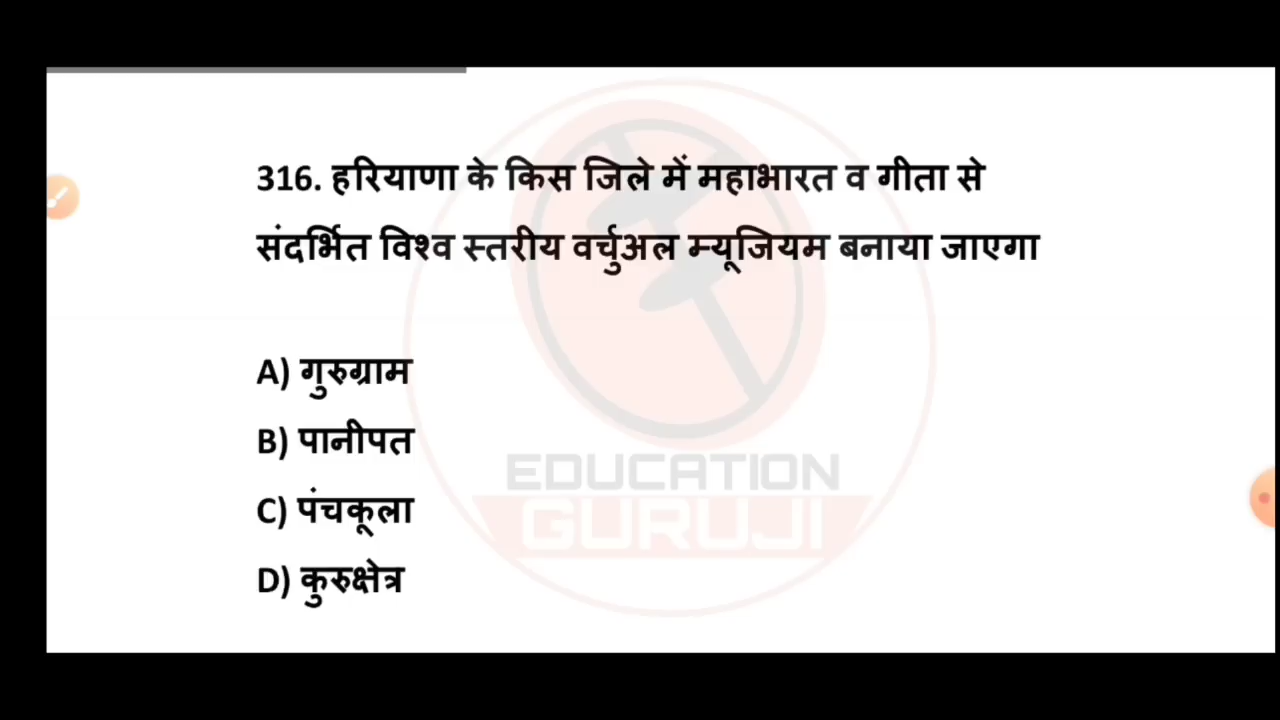 316. हरियाणा के किस जिले में महाभारत व गीता से
संदर्भित विश्व स्तरीय वर्चुअल म्यूजियम बनाया जाएगा
A) गुरुग्राम
B) पानीपत
C) पंचकूला
D) कुरुक्षेत्र
EDUCATION
GURUJI